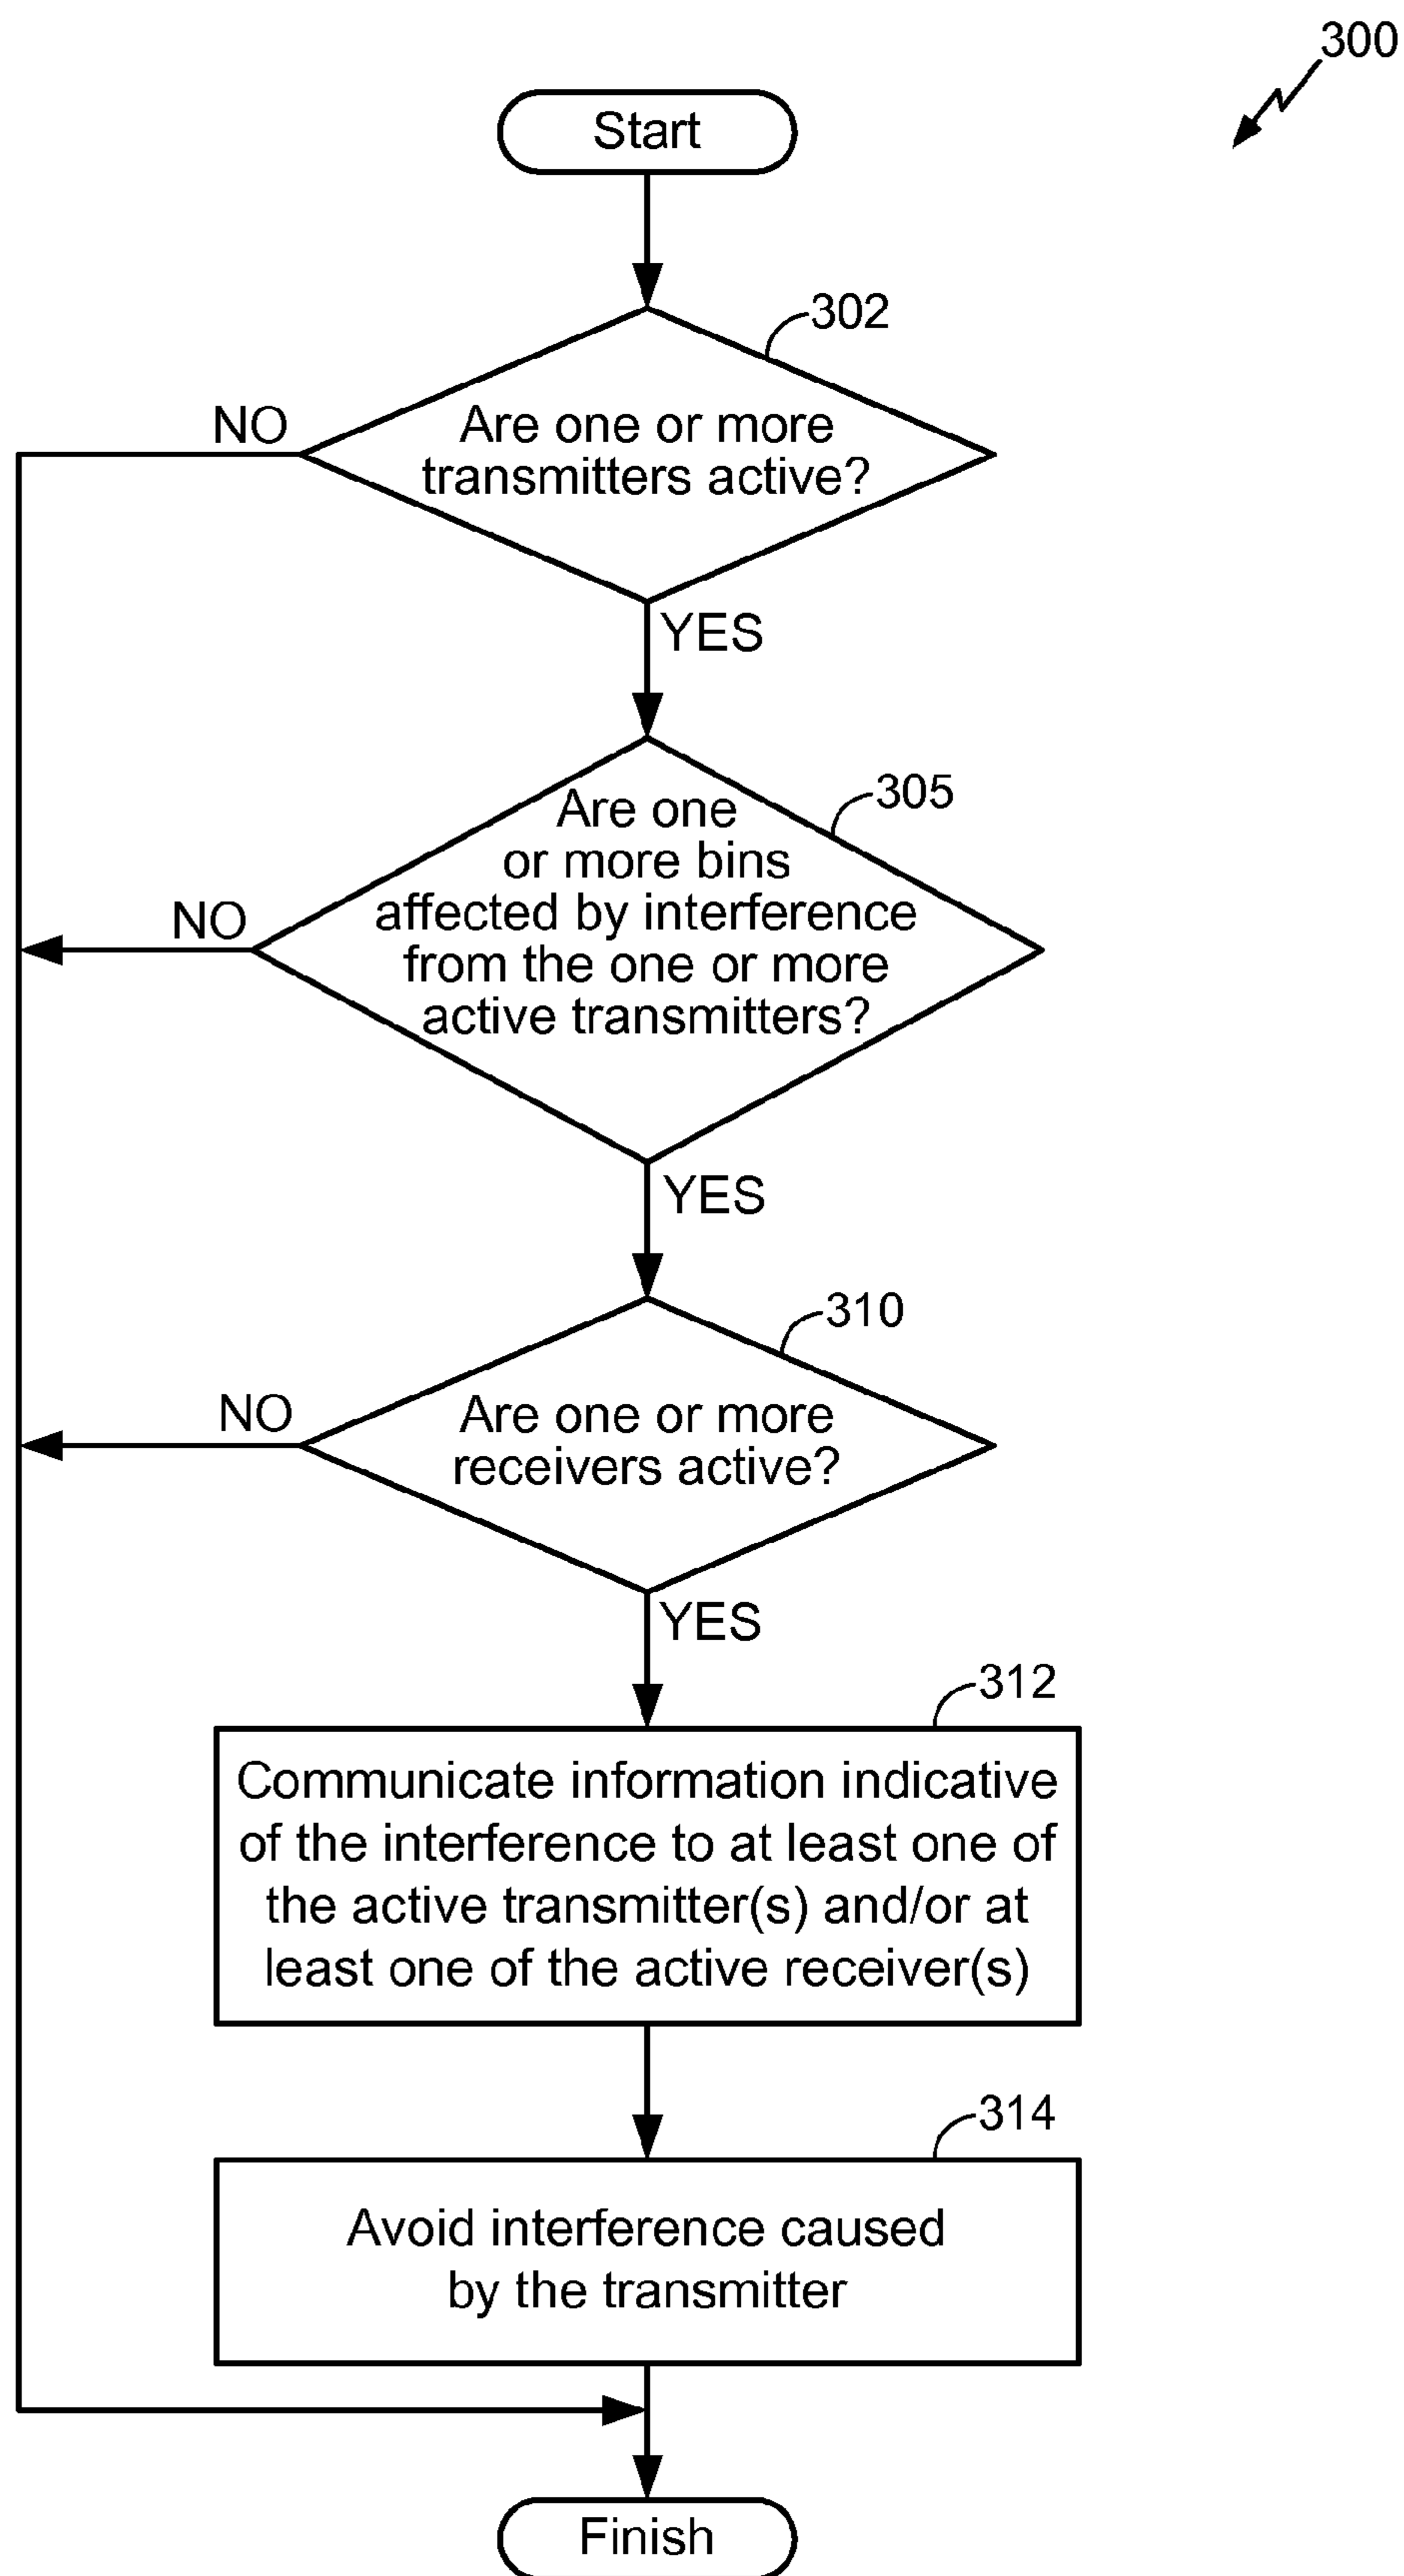 300
Start
302
NO
Are one or more
transmitters active?
YES
305
NO
Are one
or more bins
affected by interference
from the one or more
active transmitters?
YES
310
NO
Are one or more
receivers active?
YES
312
Communicate information indicative
of the interference to at least one of
the active transmitter(s) and/or at
least one of the active receiver(s)
314
Avoid interference caused
by the transmitter
Finish